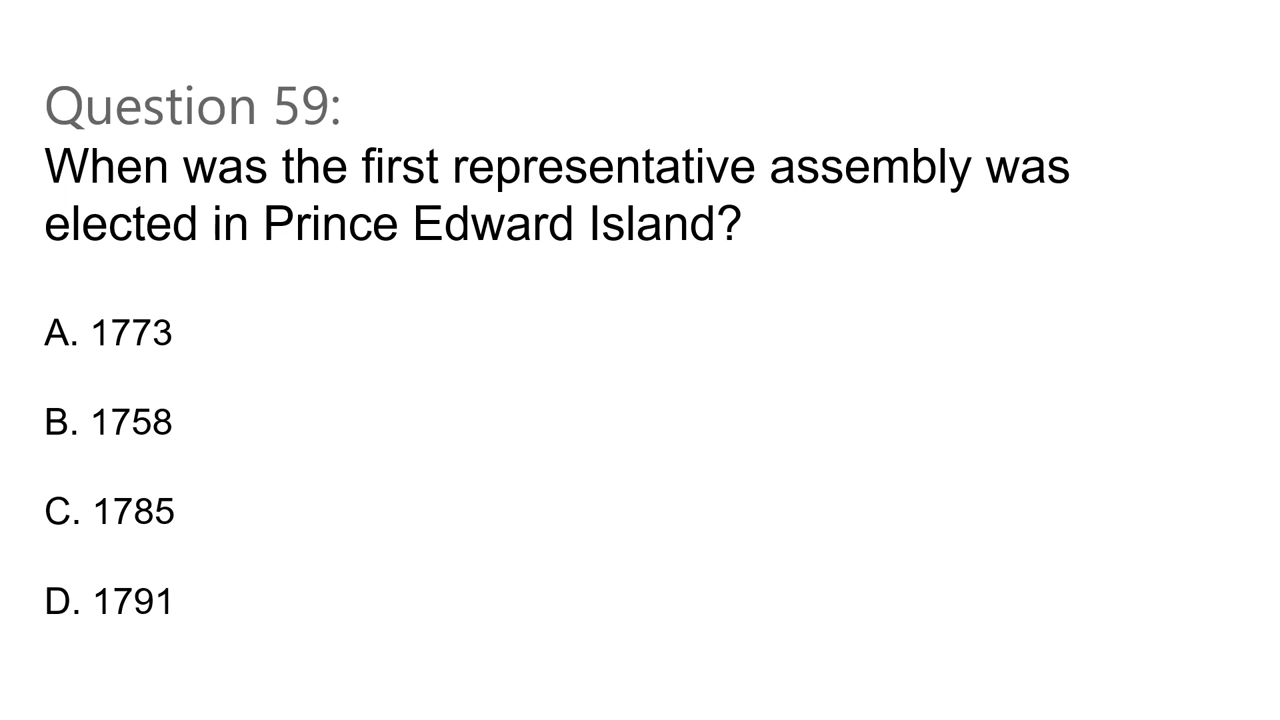 Question 59:
When was the first representative assembly was
elected in Prince Edward Island?
A. 1773
B. 1758
C. 1785
D. 1791